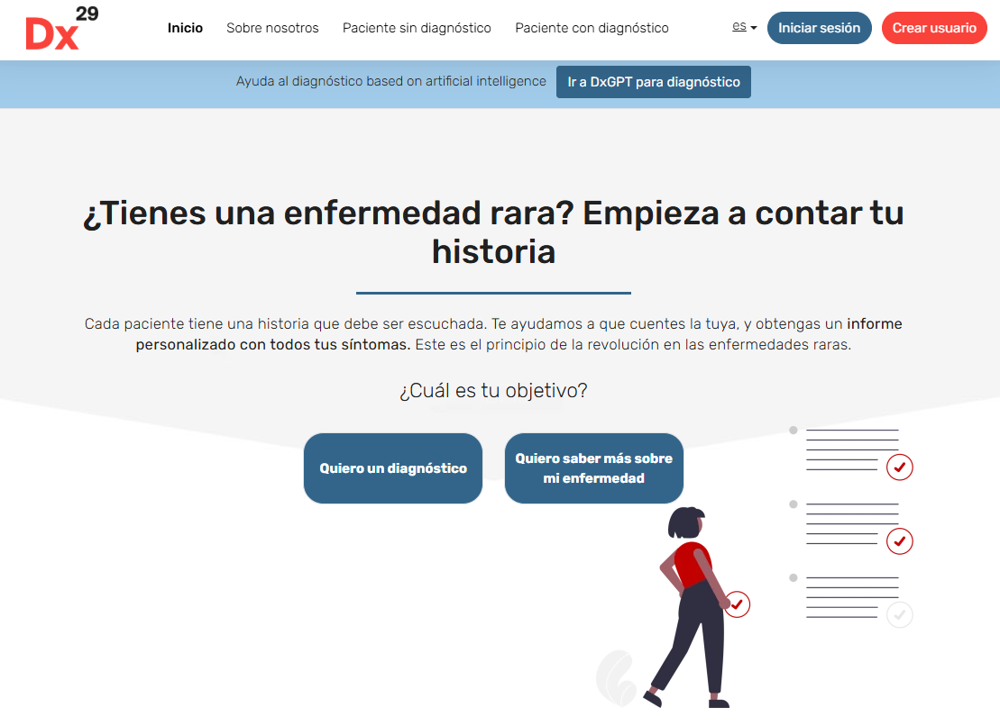 Dx29
Inicio Sobre nosotros Paciente sin diagnóstico Paciente con diagnóstico es Iniciar sesión Crear usuario
Ayuda al diagnóstico based on artificial intelligence Ir a DxGPT para diagnóstico
¿Tienes una enfermedad rara? Empieza a contar tu
historia
Cada paciente tiene una historia que debe ser escuchada. Te ayudamos a que cuentes la tuya, y obtengas un informe
personalizado con todos tus síntomas. Este es el principio de la revolución en las enfermedades raras.
¿Cuál es tu objetivo?
Quiero un diagnóstico
Quiero saber más sobre
mi enfermedad